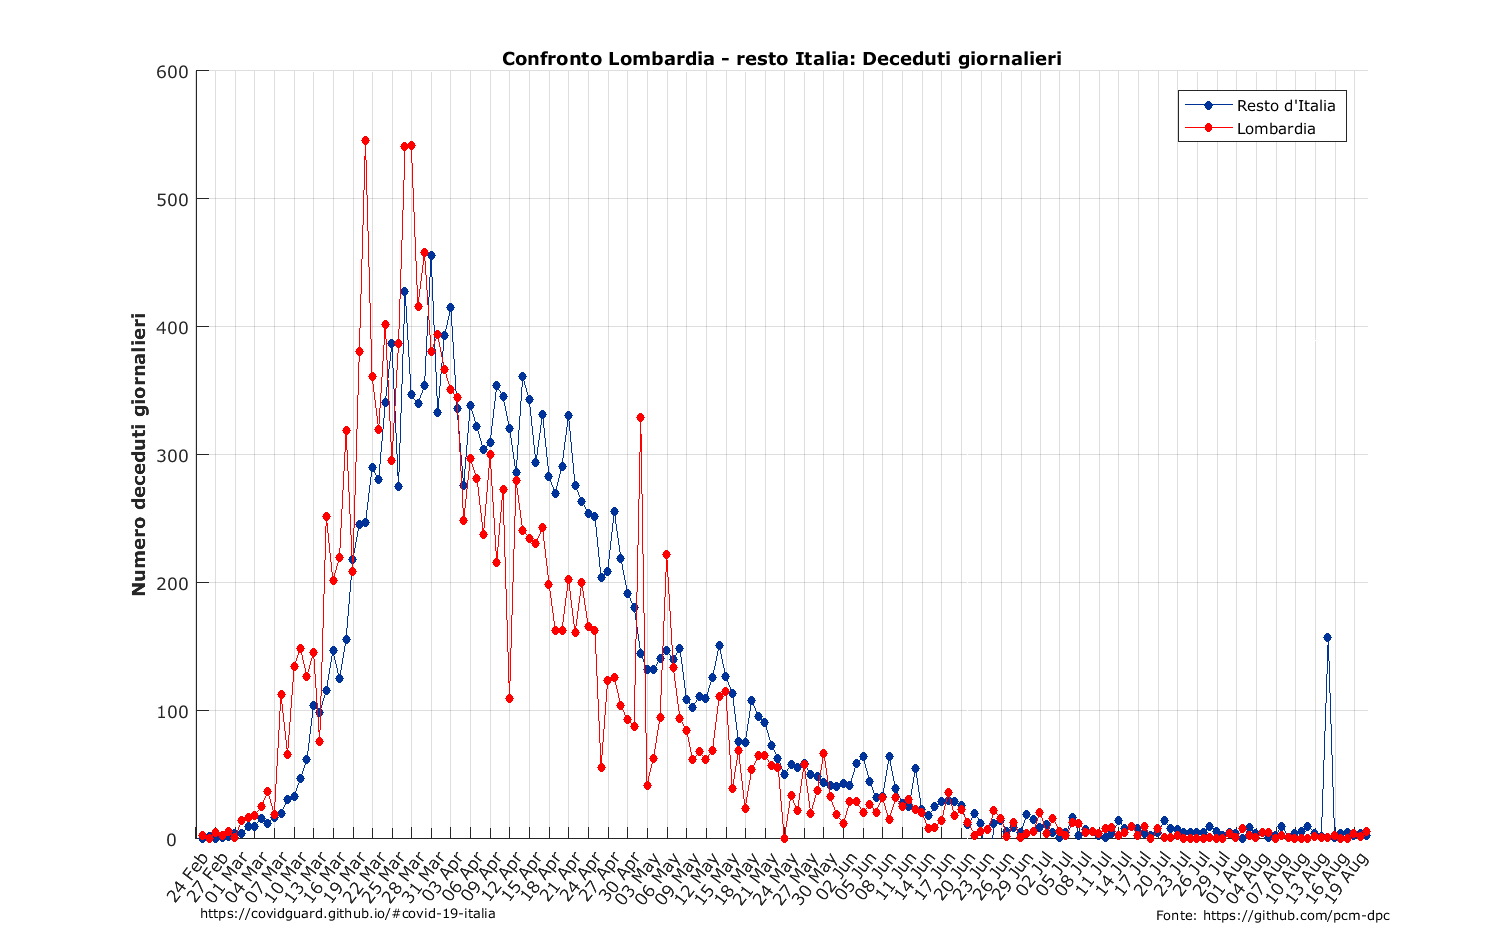 Confronto Lombardia - resto Italia: Deceduti giornalieri
Resto d'Italia
Lombardia
Numero deceduti giornalieri
600
500
400
300
200
100
0
24 Feb
27 Feb
01 Mar
04 Mar
07 Mar
10 Mar
13 Mar
16 Mar
19 Mar
22 Mar
25 Mar
28 Mar
31 Mar
03 Apr
06 Apr
09 Apr
12 Apr
15 Apr
18 Apr
21 Apr
24 Apr
27 Apr
30 Apr
03 May
06 May
09 May
12 May
15 May
18 May
21 May
24 May
27 May
30 May
02 Jun
05 Jun
08 Jun
11 Jun
14 Jun
17 Jun
20 Jun
23 Jun
26 Jun
29 Jun
02 Jul
05 Jul
08 Jul
11 Jul
14 Jul
17 Jul
20 Jul
23 Jul
26 Jul
29 Jul
01 Aug
04 Aug
07 Aug
10 Aug
13 Aug
16 Aug
19 Aug
https://covidguard.github.io/#covid-19-italia
Fonte: https://github.com/pcm-dpc